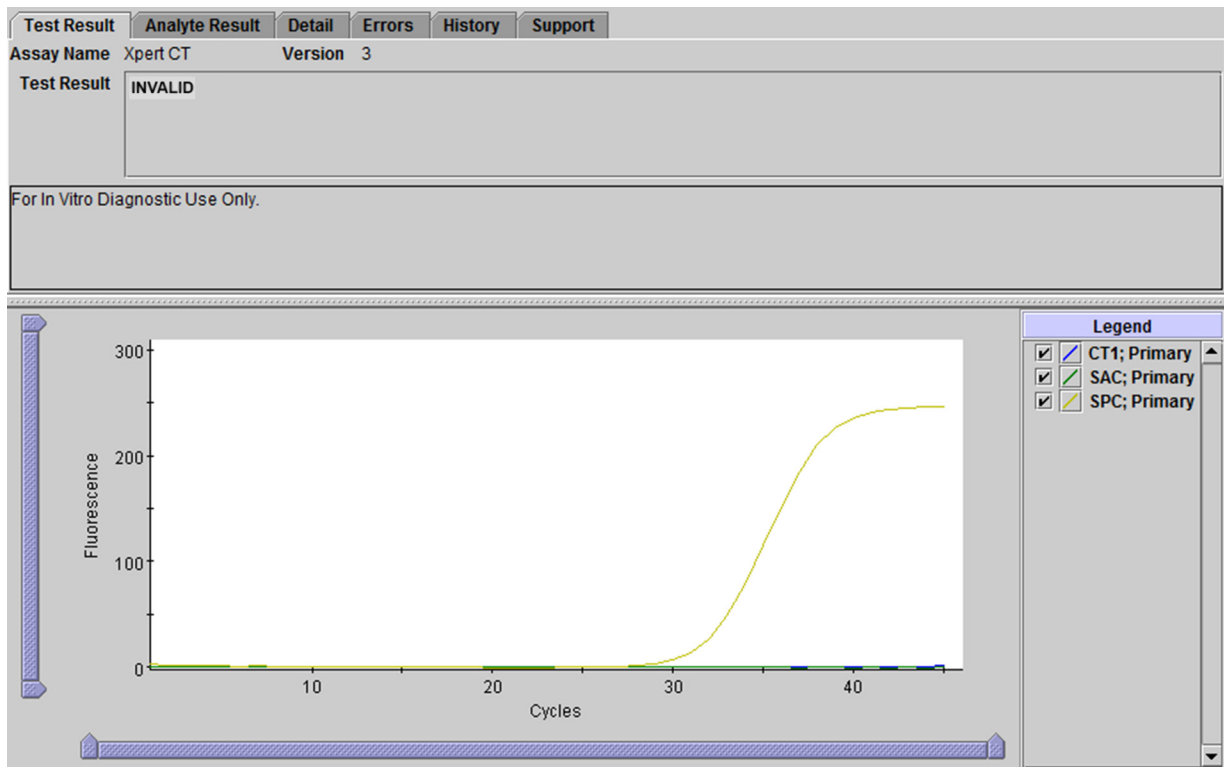 Test Result Analyte Result Detail Errors History Support
Assay Name Xpert CT Version 3
Test Result INVALID
For In Vitro Diagnostic Use Only.
Legend
CT1; Primary
SAC; Primary
SPC; Primary
300
200
100
0
Fluorescence
10 20 30 40
Cycles